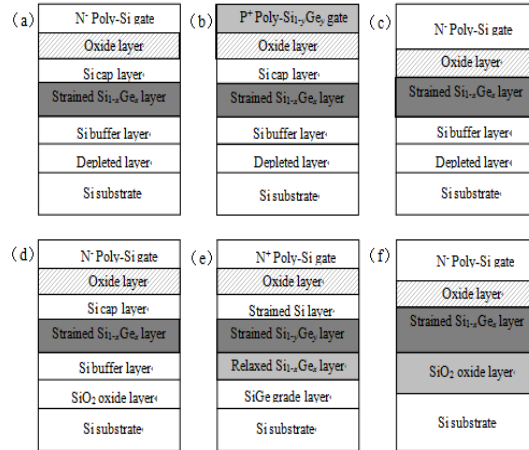 (a)
N⁻ Poly-Si gate
Oxide layer
Si cap layer
Strained Si₁₋ₓGeₓ layer
Si buffer layer
Depleted layer
Si substrate
(b)
P⁺ Poly-Si₁₋ᵧGeᵧ gate
Oxide layer
Si cap layer
Strained Si₁₋ₓGeₓ layer
Si buffer layer
Depleted layer
Si substrate
(c)
N⁻ Poly-Si gate
Oxide layer
Strained Si₁₋ₓGeₓ layer
Si buffer layer
Depleted layer
Si substrate
(d)
N⁻ Poly-Si gate
Oxide layer
Si cap layer
Strained Si₁₋ₓGeₓ layer
Si buffer layer
SiO₂ oxide layer
Si substrate
(e)
N⁺ Poly-Si gate
Oxide layer
Strained Si layer
Strained Si₁₋ᵧGeᵧ layer
Relaxed Si₁₋ₓGeₓ layer
SiGe grade layer
Si substrate
(f)
N⁻ Poly-Si gate
Oxide layer
Strained Si₁₋ₓGeₓ layer
SiO₂ oxide layer
Si substrate